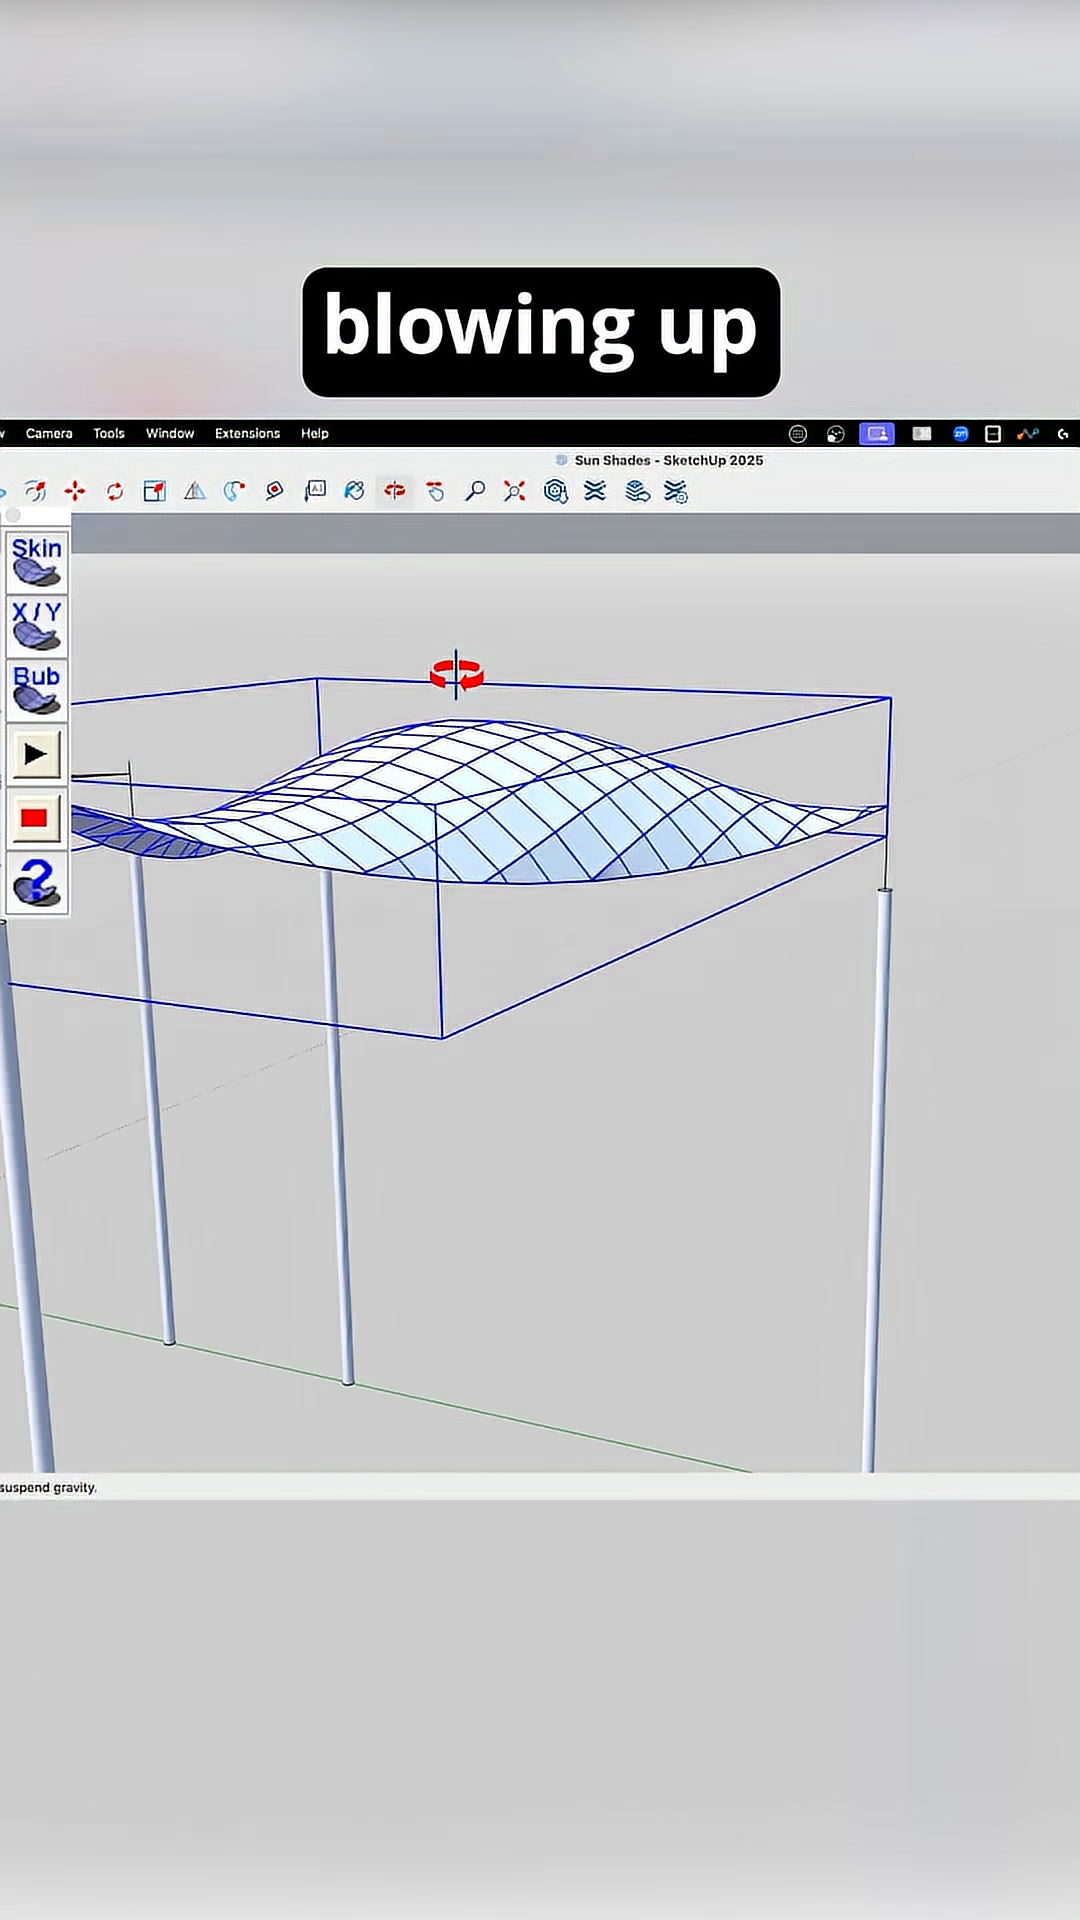 blowing up
Camera Tools Window Extensions Help
Sun Shades - SketchUp 2025
Skin
X/Y
Bub
?
suspend gravity.